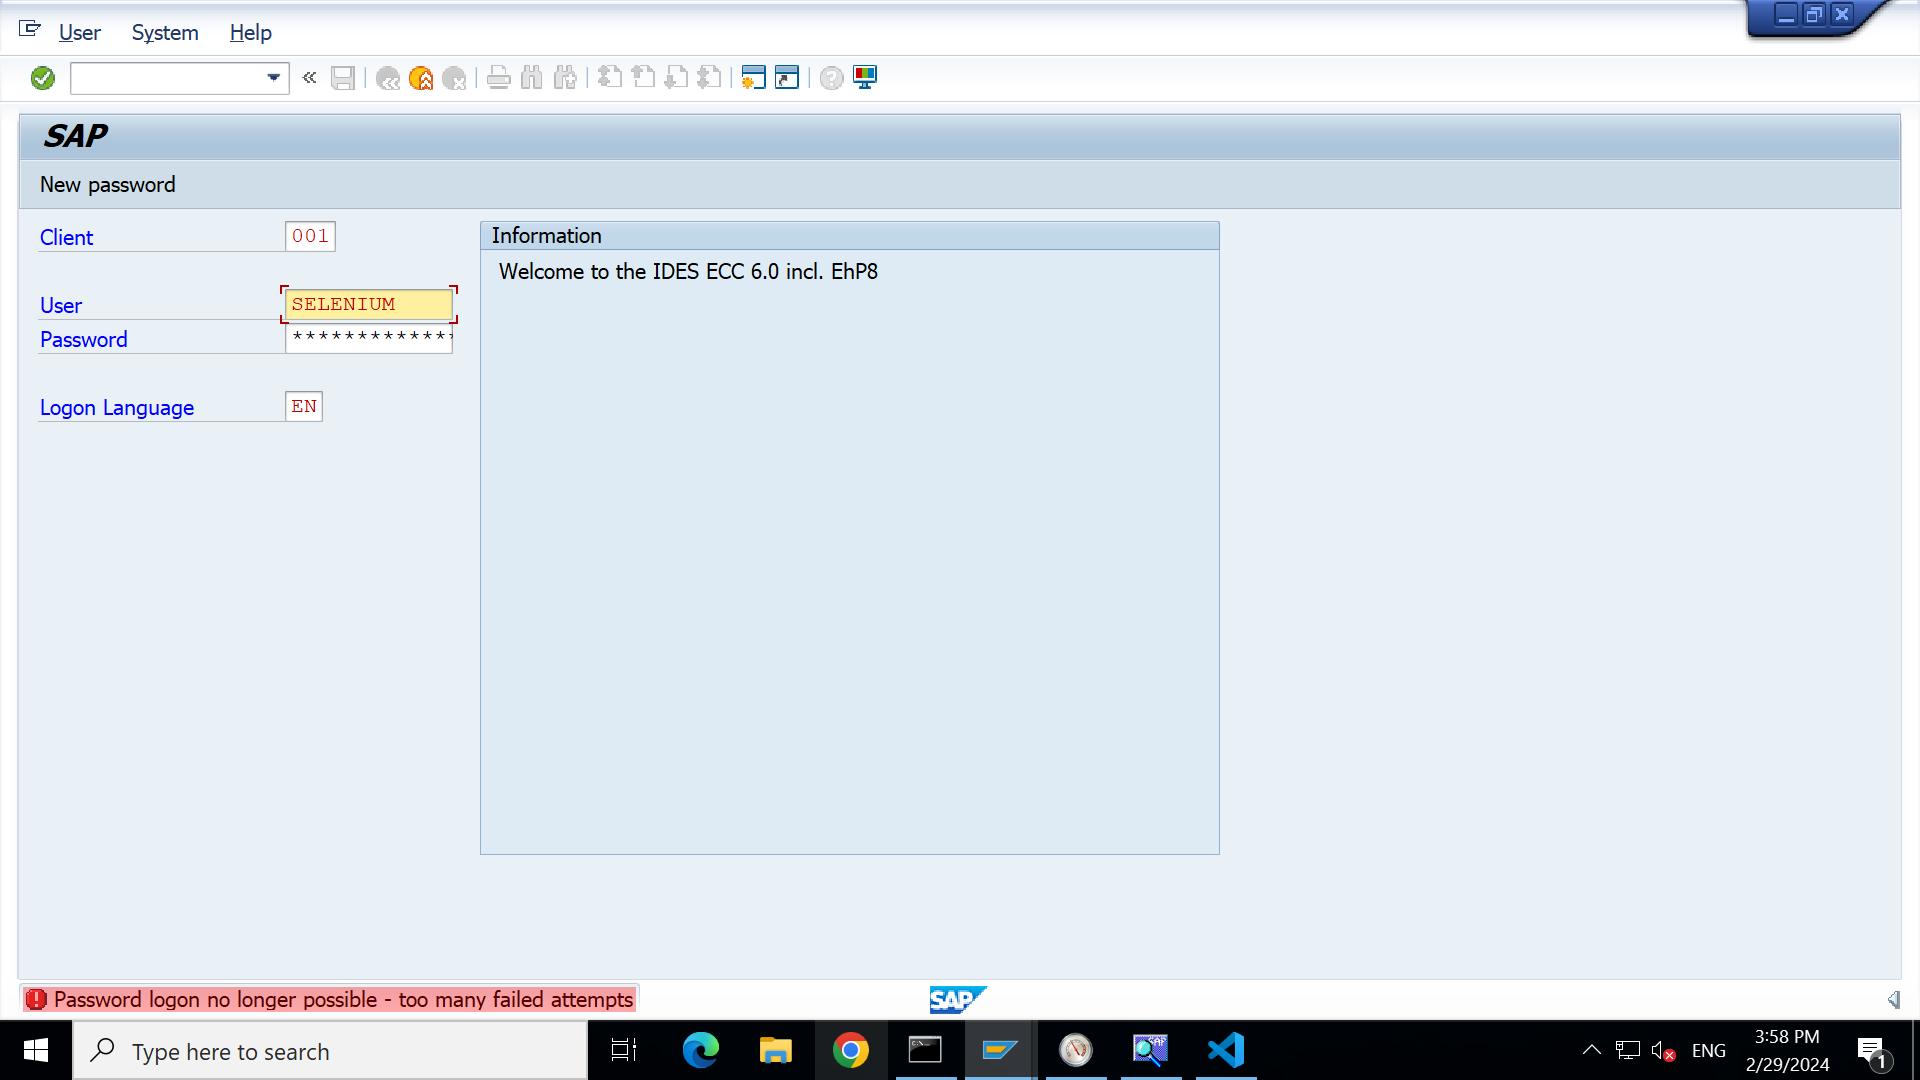 User System Help
SAP
New password
Client 001
User SELENIUM
Password *************
Logon Language EN
Information
Welcome to the IDES ECC 6.0 incl. EhP8
Password logon no longer possible - too many failed attempts
SAP
Type here to search
C:\_
SAP
ENG
3:58 PM
2/29/2024
1